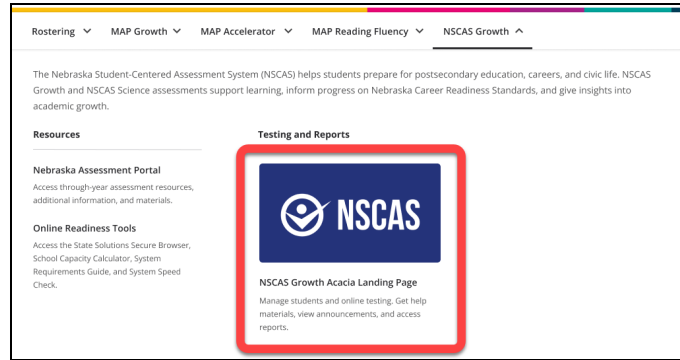 Rostering MAP Growth MAP Accelerator MAP Reading Fluency NSCAS Growth
The Nebraska Student-Centered Assessment System (NSCAS) helps students prepare for postsecondary education, careers, and civic life. NSCAS
Growth and NSCAS Science assessments support learning, inform progress on Nebraska Career Readiness Standards, and give insights into
academic growth.
Resources
Nebraska Assessment Portal
Access through-year assessment resources,
additional information, and materials.
Online Readiness Tools
Access the State Solutions Secure Browser,
School Capacity Calculator, System
Requirements Guide, and System Speed
Check.
Testing and Reports
NSCAS
NSCAS Growth Acacia Landing Page
Manage students and online testing. Get help
materials, view announcements, and access
reports.